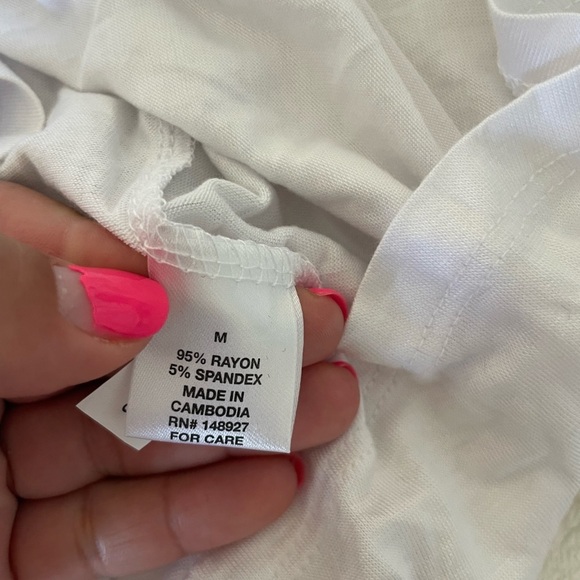 M
95% RAYON
5% SPANDEX
MADE IN
CAMBODIA
RN# 148927
FOR CARE